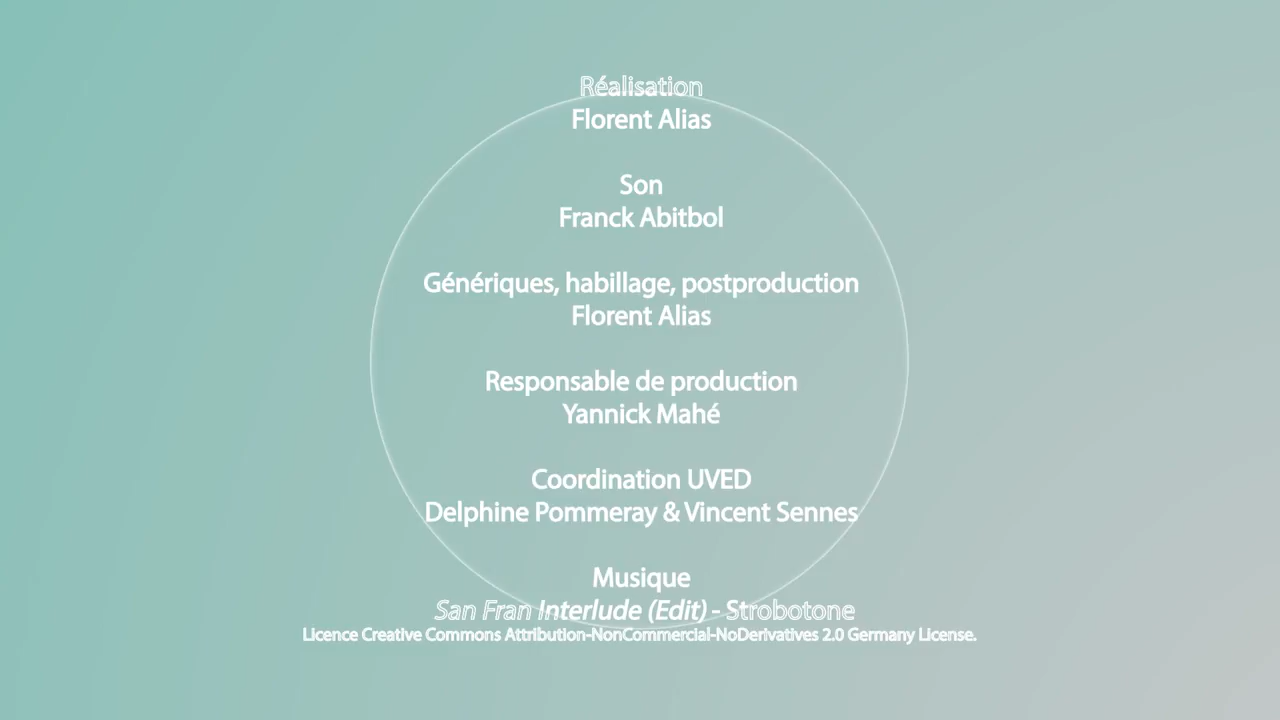 Réalisation
Florent Alias
Son
Franck Abitbol
Génériques, habillage, postproduction
Florent Alias
Responsable de production
Yannick Mahé
Coordination UVED
Delphine Pommeray & Vincent Sennes
Musique
San Fran Interlude (Edit) - Strobotone
Licence Creative Commons Attribution-NonCommercial-NoDerivatives 2.0 Germany License.